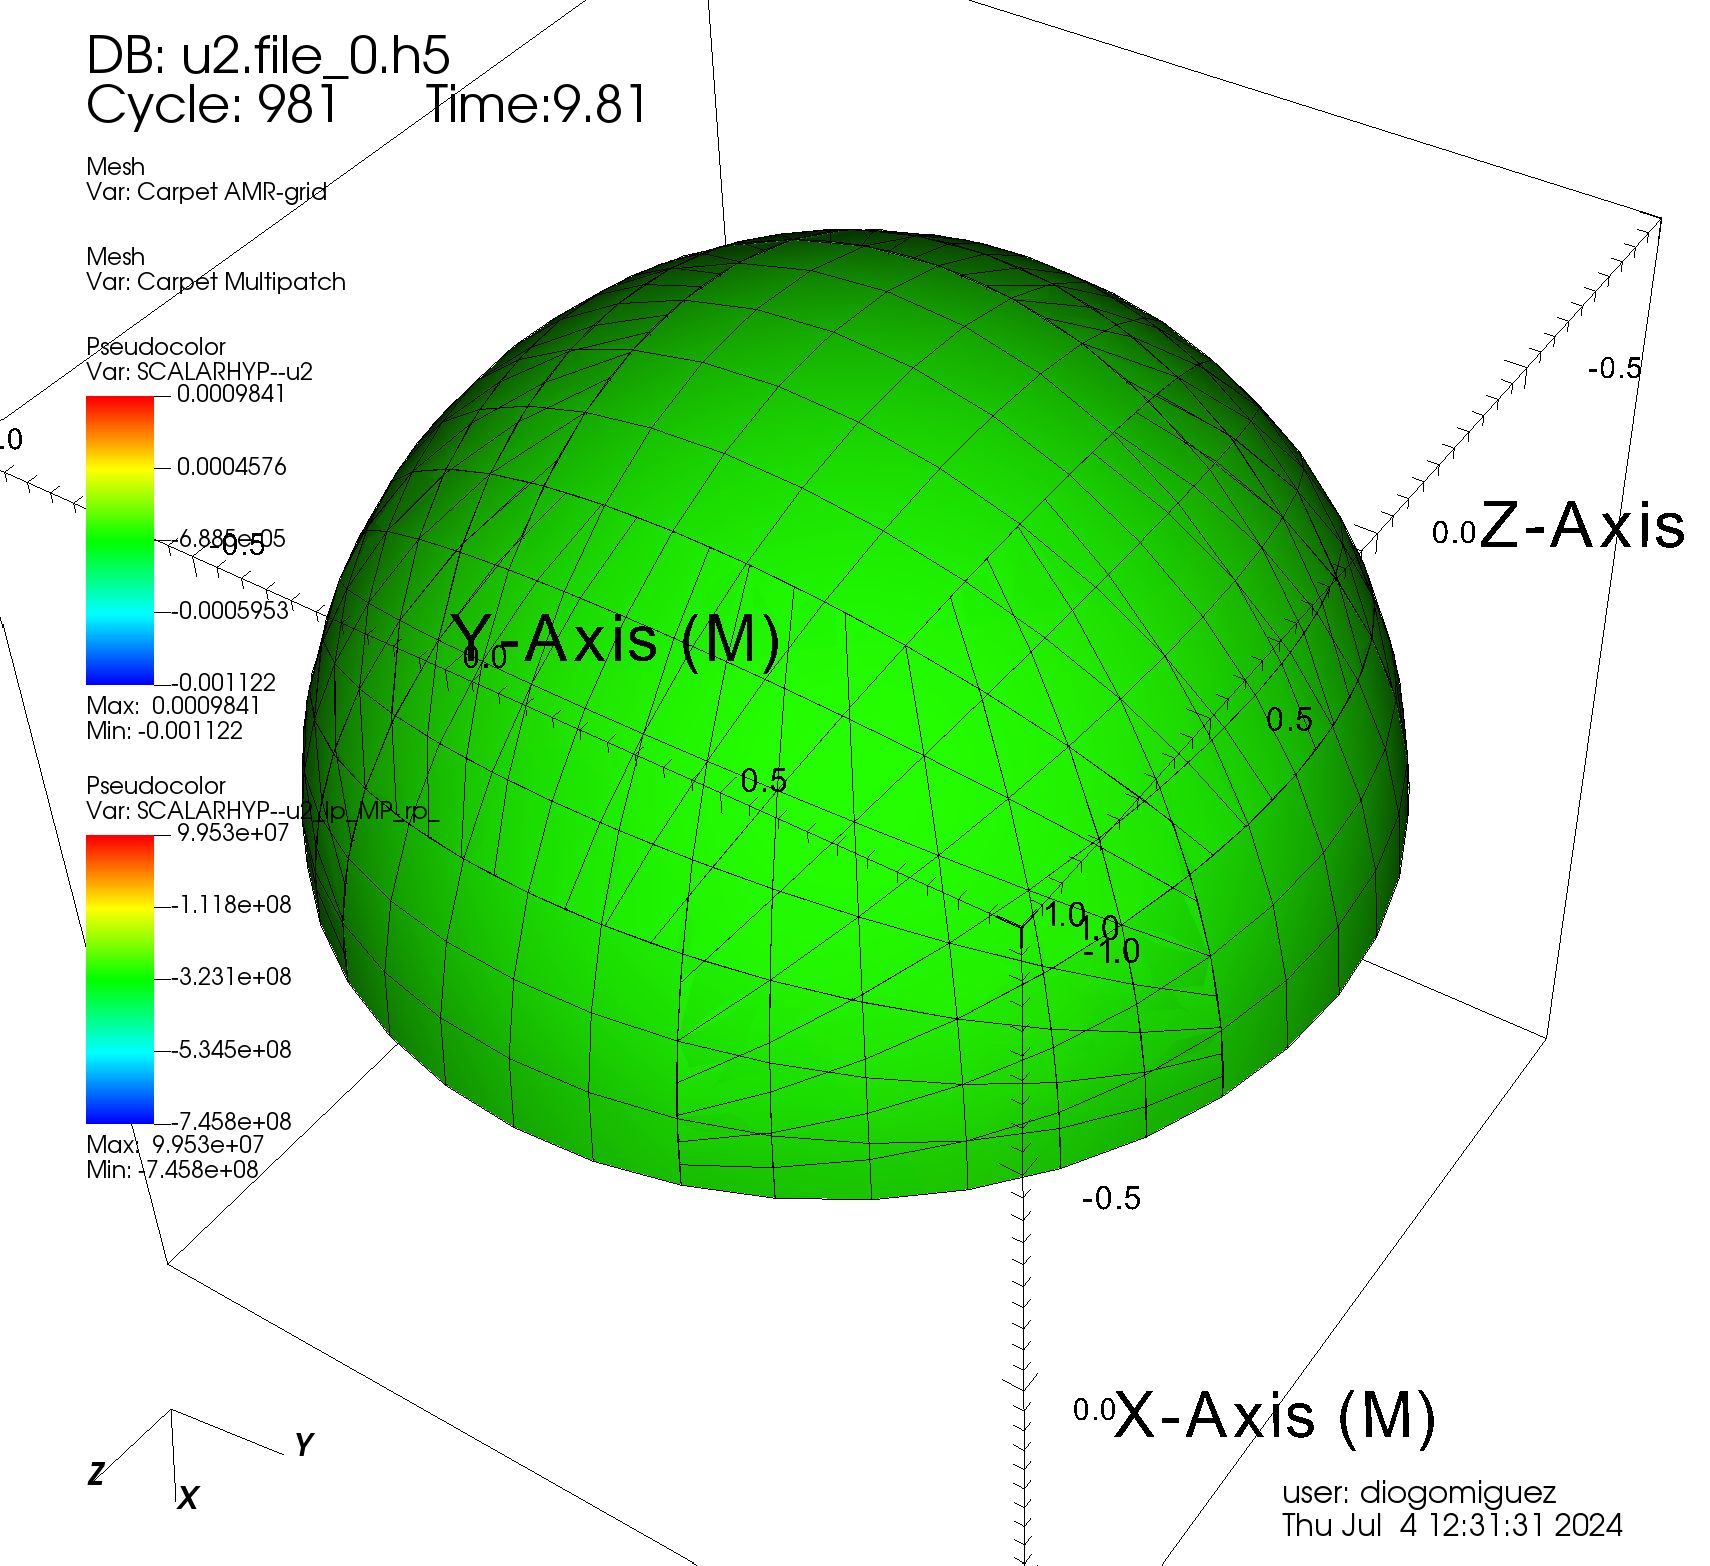 DB: u2.file_0.h5
Cycle: 981 Time:9.81
Mesh
Var: Carpet AMR-grid
Mesh
Var: Carpet Multipatch
Pseudocolor
Var: SCALARHYP--u2
0.0009841
0.0004576
-6.885e-05
-0.0005953
-0.001122
Max: 0.0009841
Min: -0.001122
Pseudocolor
Var: SCALARHYP--u2_lp_MP_rp_
9.953e+07
-1.118e+08
-3.231e+08
-5.345e+08
-7.458e+08
Max: 9.953e+07
Min: -7.458e+08
.0
-0.5
0.0
Y-Axis (M)
0.5
1.0
-0.5
0.0
Z-Axis
0.5
1.0
-1.0
-0.5
0.0
X-Axis (M)
Z
Y
X
user: diogomiguez
Thu Jul 4 12:31:31 2024